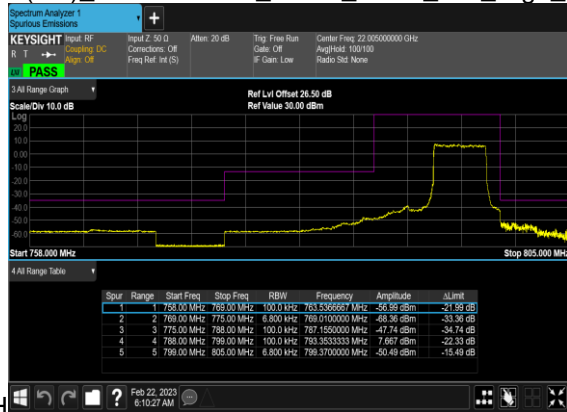 Spectrum Analyzer 1
Spurious Emissions
KEYSIGHT
R T
LXI
PASS
Input: RF
Coupling: DC
Align: Off
Input Z: 50 Ω
Corrections: Off
Freq Ref: Int (S)
Atten: 20 dB
Trig: Free Run
Gate: Off
IF Gain: Low
Center Freq: 22.005000000 GHz
Avg|Hold: 100/100
Radio Std: None
3 All Range Graph
Scale/Div 10.0 dB
Ref Lvl Offset 26.50 dB
Ref Value 30.00 dBm
Log
20.0
10.0
0.00
-10.0
-20.0
-30.0
-40.0
-50.0
-60.0
Start 758.000 MHz
Stop 805.000 MHz
4 All Range Table
Spur Range Start Freq Stop Freq RBW Frequency Amplitude ΔLimit
1 1 758.00 MHz 769.00 MHz 100.0 kHz 763.5366667 MHz -56.99 dBm -21.99 dB
2 2 769.00 MHz 775.00 MHz 6.800 kHz 769.0100000 MHz -68.36 dBm -33.36 dB
3 3 775.00 MHz 788.00 MHz 100.0 kHz 787.1550000 MHz -47.74 dBm -34.74 dB
4 4 788.00 MHz 799.00 MHz 100.0 kHz 793.3533333 MHz 7.667 dBm -22.33 dB
5 5 799.00 MHz 805.00 MHz 6.800 kHz 799.3700000 MHz -50.49 dBm -15.49 dB
Feb 22, 2023
6:10:27 AM